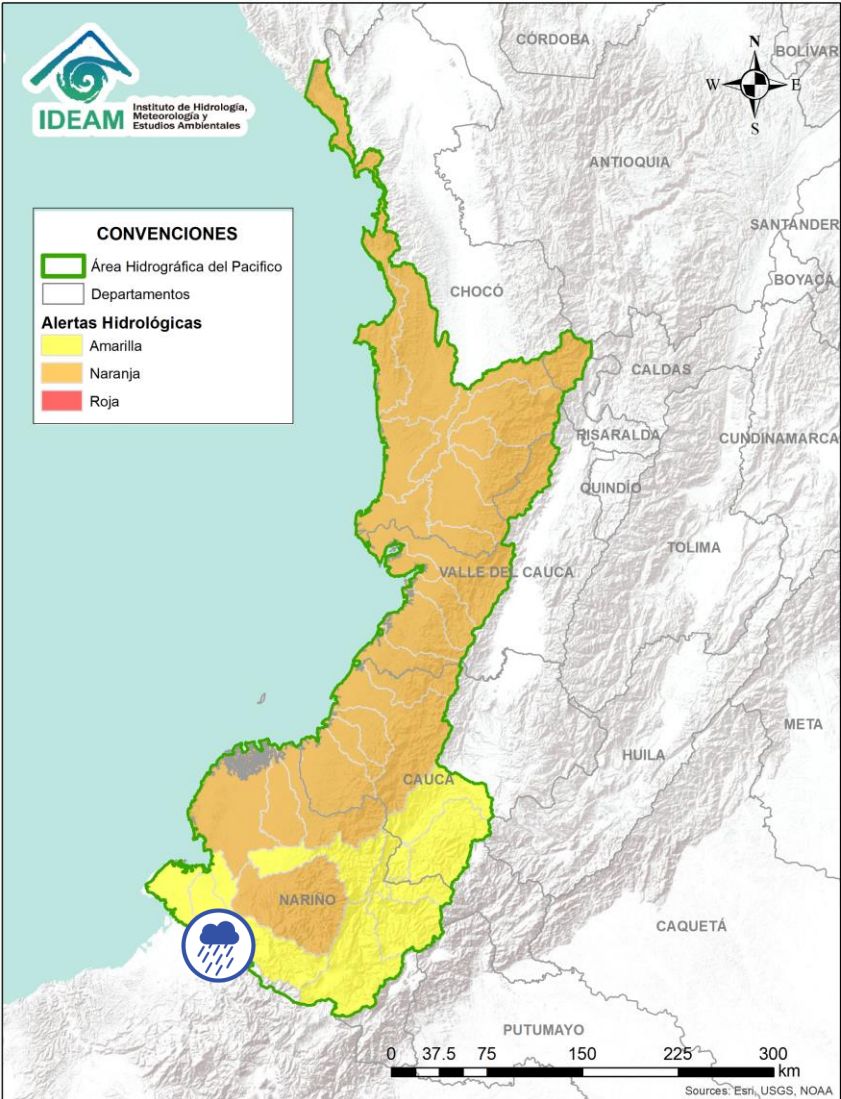 IDEAM
Instituto de Hidrología,
Meteorología y
Estudios Ambientales
N
W
E
S
CONVENCIONES
Área Hidrográfica del Pacifico
Departamentos
Alertas Hidrológicas
Amarilla
Naranja
Roja
CÓRDOBA
BOLÍVAR
ANTIOQUIA
SANTANDER
BOYACÁ
CHOCÓ
CALDAS
RISARALDA
CUNDINAMARCA
QUINDÍO
TOLIMA
VALLE DEL CAUCA
META
HUILA
CAUCA
NARIÑO
CAQUETÁ
PUTUMAYO
0 37.5 75 150 225 300
km
Sources: Esri, USGS, NOAA